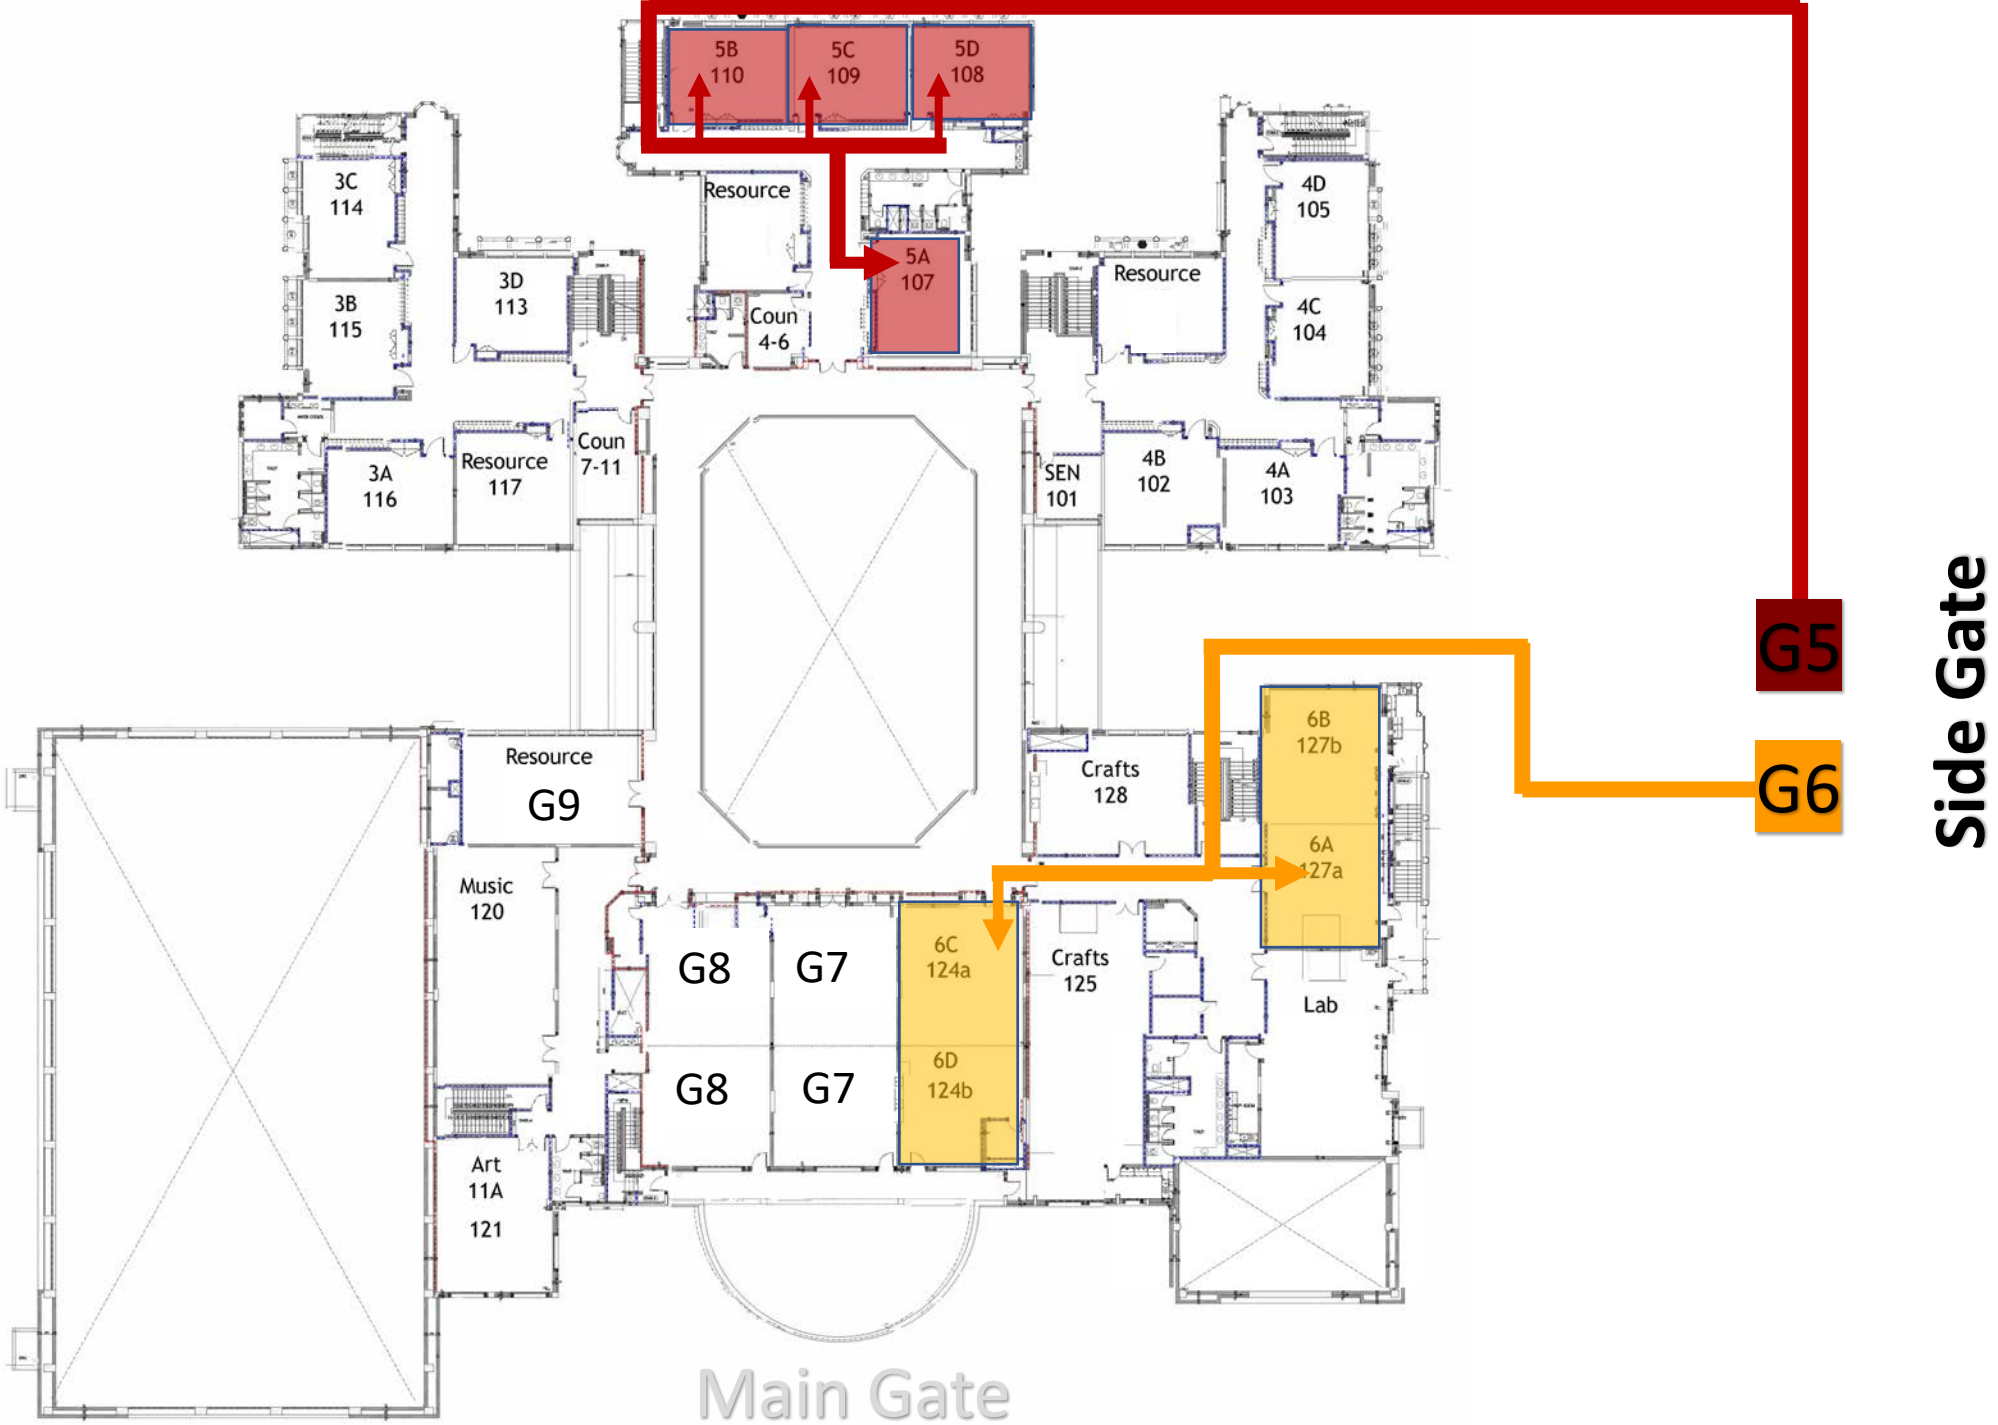 5B
110
5C
109
5D
108
3C
114
Resource
4D
105
5A
107
3D
113
Resource
3B
115
Coun
4-6
4C
104
Coun
7-11
Resource
117
3A
116
SEN
101
4B
102
4A
103
G5
Side Gate
6B
127b
Resource
G9
Crafts
128
G6
6A
127a
Music
120
G8
G7
6C
124a
Crafts
125
Lab
G8
G7
6D
124b
Art
11A
121
Main Gate